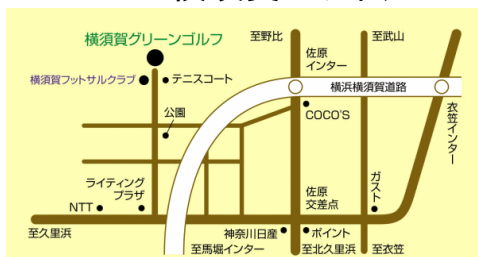 横須賀グリーンゴルフ
至野比
至武山
佐原
インター
横須賀フットサルクラブ
テニスコート
横浜横須賀道路
公園
COCO'S
衣笠インター
ライティング
プラザ
NTT
佐原
交差点
ガスト
至久里浜
神奈川日産
ポイント
至馬堀インター
至北久里浜
至衣笠